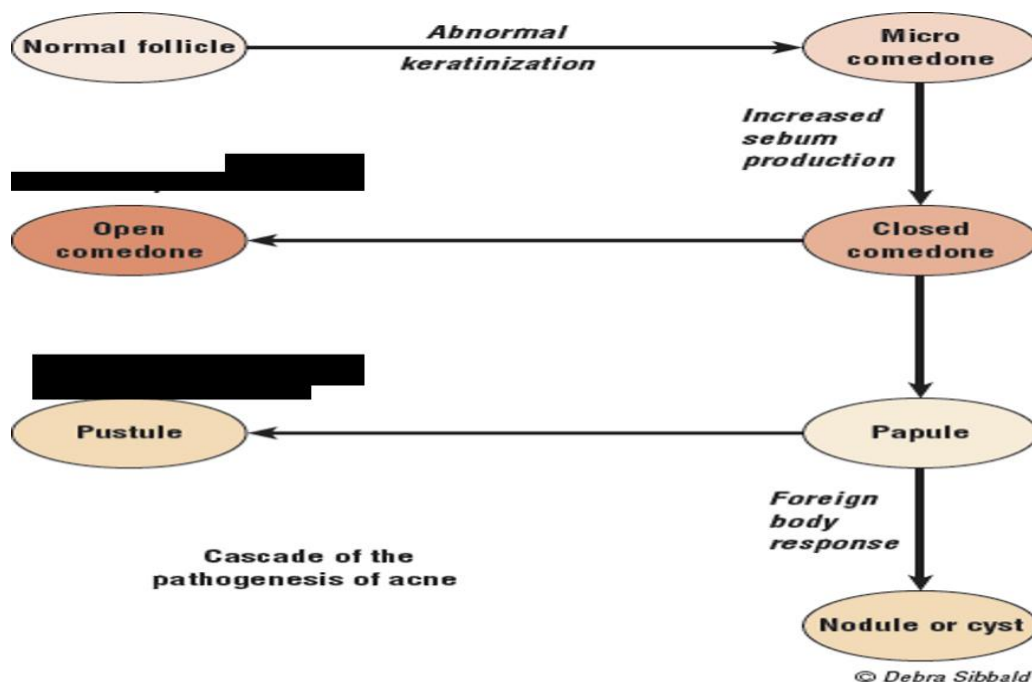 Normal follicle
Abnormal
keratinization
Micro
comedone
Increased
sebum
production
Open
comedone
Closed
comedone
Pustule
Papule
Foreign
body
response
Cascade of the
pathogenesis of acne
Nodule or cyst
© Debra Sibbald